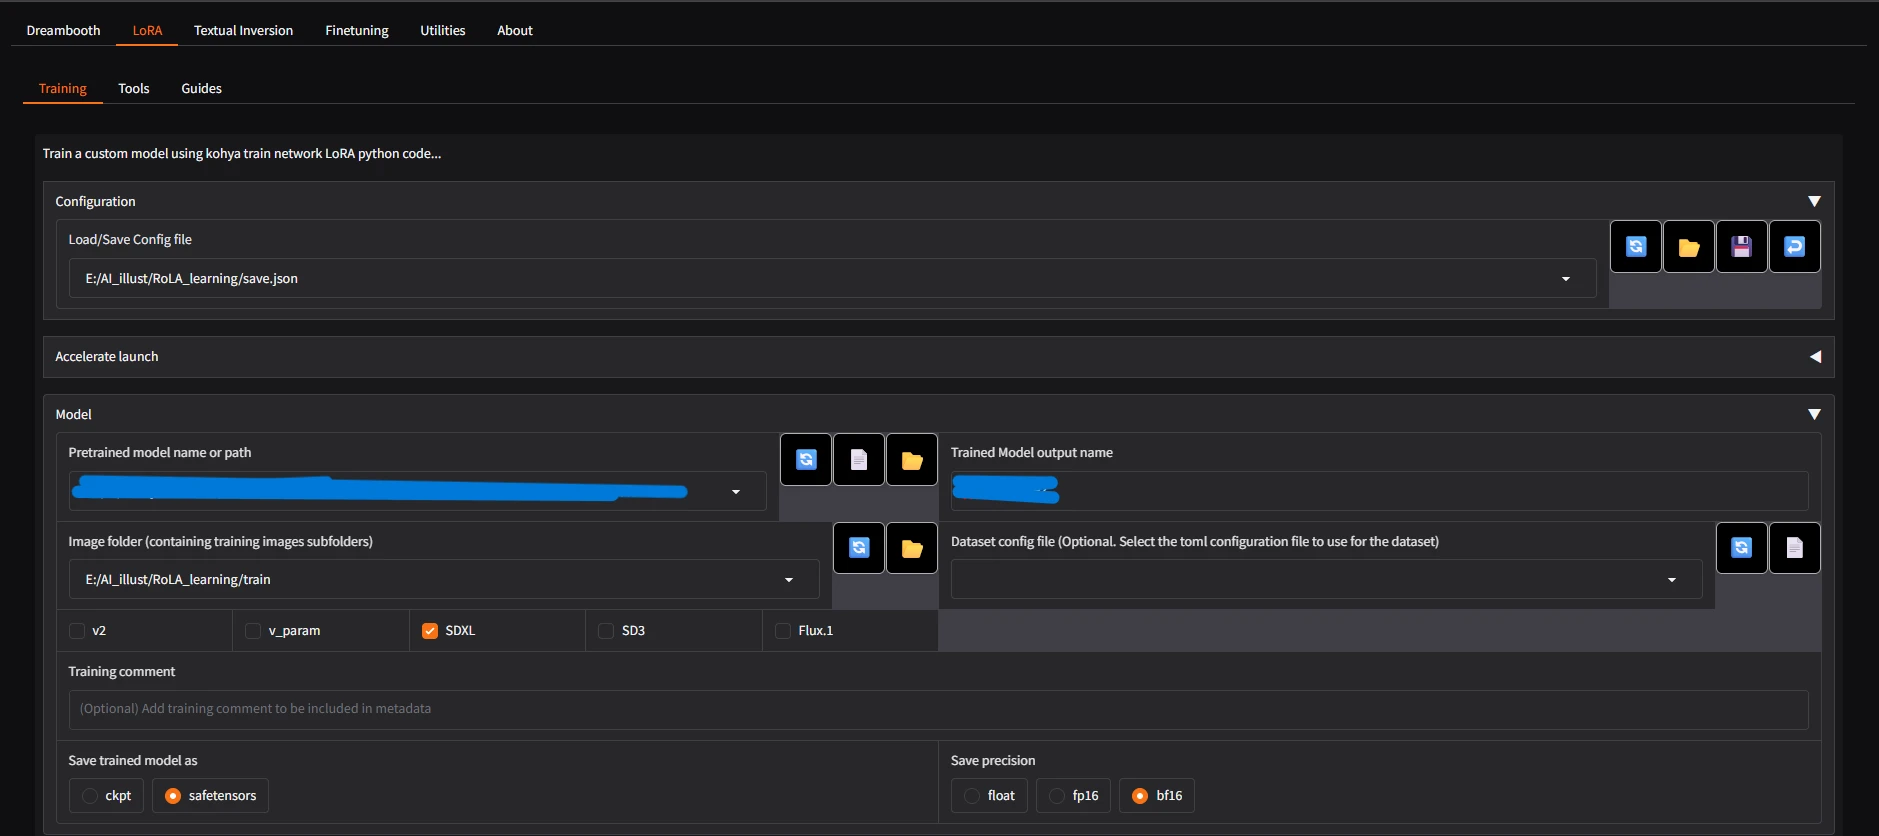 Dreambooth LoRA Textual Inversion Finetuning Utilities About
Training Tools Guides
Train a custom model using kohya train network LoRA python code...
Configuration
Load/Save Config file
E:/AI_illust/RoLA_learning/save.json
Accelerate launch
Model
Pretrained model name or path
Trained Model output name
Image folder (containing training images subfolders)
Dataset config file (Optional. Select the toml configuration file to use for the dataset)
E:/AI_illust/RoLA_learning/train
v2 v_param SDXL SD3 Flux.1
Training comment
(Optional) Add training comment to be included in metadata
Save trained model as
Save precision
ckpt safetensors
float fp16 bf16